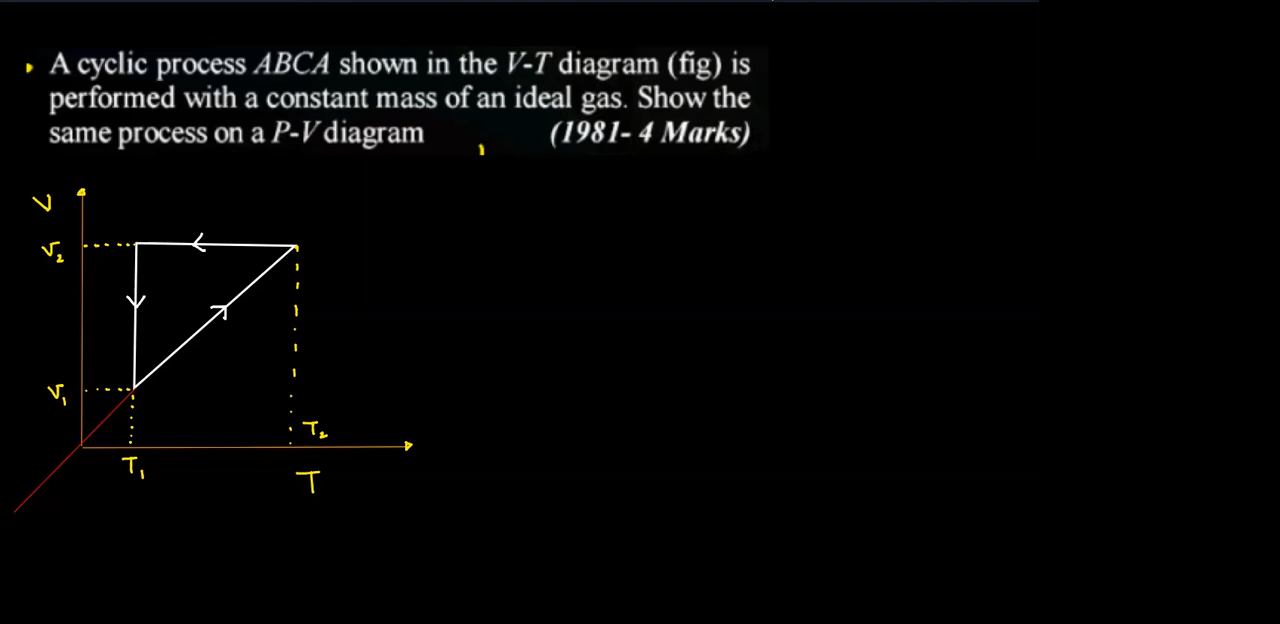 A cyclic process ABCA shown in the V-T diagram (fig) is
performed with a constant mass of an ideal gas. Show the
same process on a P-V diagram (1981- 4 Marks)
V
V₂
V₁
T₂
T₁
T